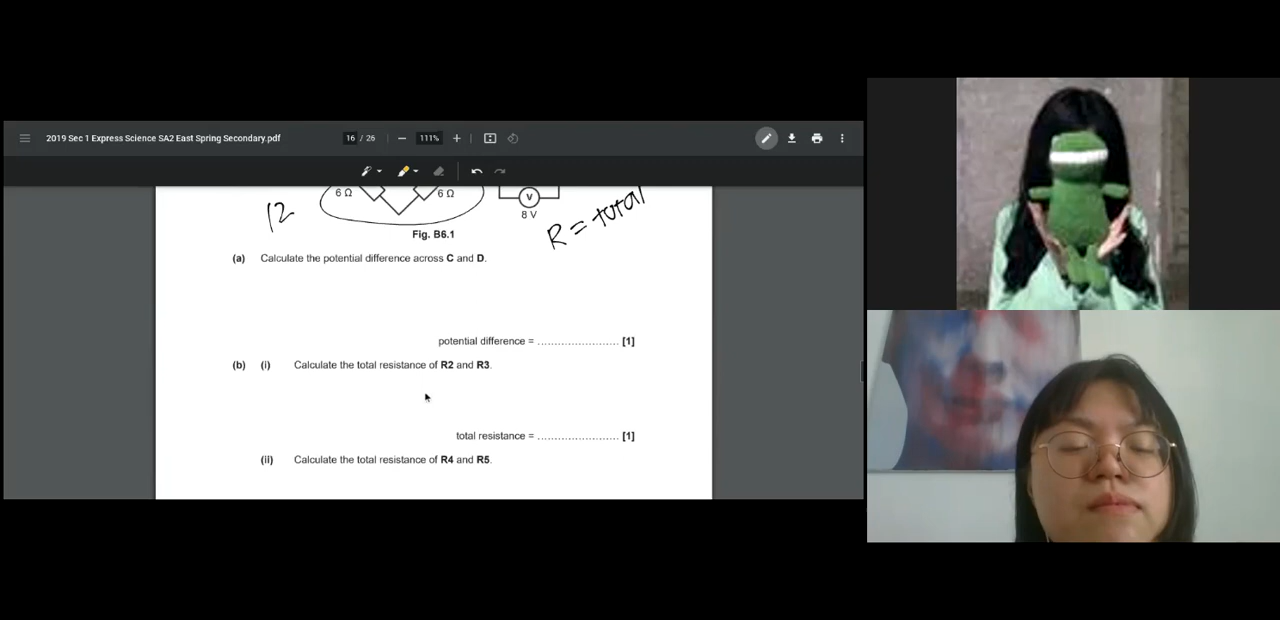 2019 Sec 1 Express Science SA2 East Spring Secondary.pdf
16 / 26
111%
6 Ω
6 Ω
V
8 V
12
R = total
Fig. B6.1
(a) Calculate the potential difference across C and D.
potential difference = ........................ [1]
(b) (i) Calculate the total resistance of R2 and R3.
total resistance = ........................ [1]
(ii) Calculate the total resistance of R4 and R5.